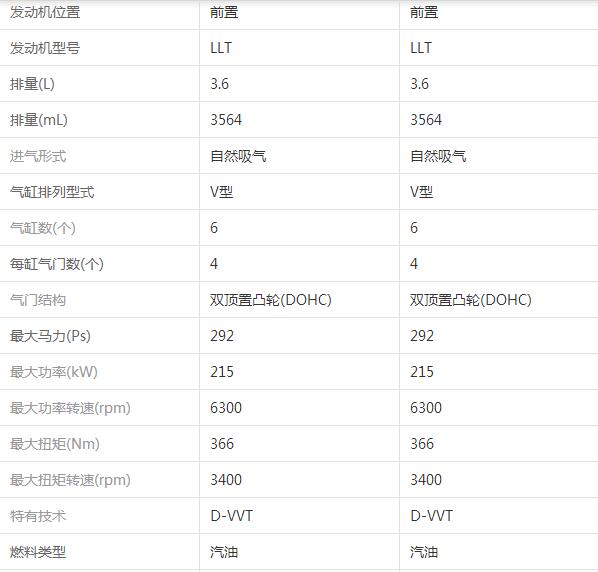 发动机位置 前置 前置
发动机型号 LLT LLT
排量(L) 3.6 3.6
排量(mL) 3564 3564
进气形式 自然吸气 自然吸气
气缸排列型式 V型 V型
气缸数(个) 6 6
每缸气门数(个) 4 4
气门结构 双顶置凸轮(DOHC) 双顶置凸轮(DOHC)
最大马力(Ps) 292 292
最大功率(kW) 215 215
最大功率转速(rpm) 6300 6300
最大扭矩(Nm) 366 366
最大扭矩转速(rpm) 3400 3400
特有技术 D-VVT D-VVT
燃料类型 汽油 汽油